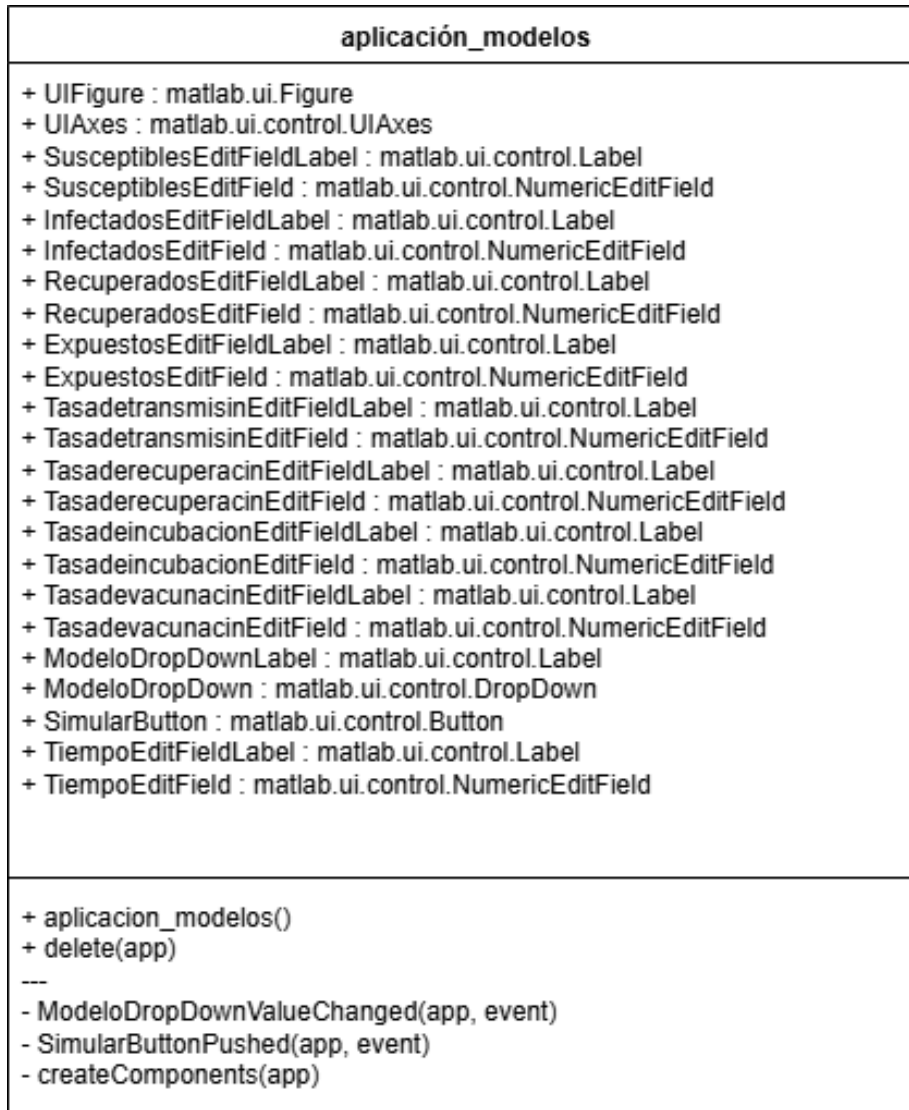 aplicación_modelos
+ UIFigure : matlab.ui.Figure
+ UIAxes : matlab.ui.control.UIAxes
+ SusceptiblesEditFieldLabel : matlab.ui.control.Label
+ SusceptiblesEditField : matlab.ui.control.NumericEditField
+ InfectadosEditFieldLabel : matlab.ui.control.Label
+ InfectadosEditField : matlab.ui.control.NumericEditField
+ RecuperadosEditFieldLabel : matlab.ui.control.Label
+ RecuperadosEditField : matlab.ui.control.NumericEditField
+ ExpuestosEditFieldLabel : matlab.ui.control.Label
+ ExpuestosEditField : matlab.ui.control.NumericEditField
+ TasadetransmisinEditFieldLabel : matlab.ui.control.Label
+ TasadetransmisinEditField : matlab.ui.control.NumericEditField
+ TasaderecuperacinEditFieldLabel : matlab.ui.control.Label
+ TasaderecuperacinEditField : matlab.ui.control.NumericEditField
+ TasadeincubacionEditFieldLabel : matlab.ui.control.Label
+ TasadeincubacionEditField : matlab.ui.control.NumericEditField
+ TasadevacunacinEditFieldLabel : matlab.ui.control.Label
+ TasadevacunacinEditField : matlab.ui.control.NumericEditField
+ ModeloDropDownLabel : matlab.ui.control.Label
+ ModeloDropDown : matlab.ui.control.DropDown
+ SimularButton : matlab.ui.control.Button
+ TiempoEditFieldLabel : matlab.ui.control.Label
+ TiempoEditField : matlab.ui.control.NumericEditField
+ aplicacion_modelos()
+ delete(app)
---
- ModeloDropDownValueChanged(app, event)
- SimularButtonPushed(app, event)
- createComponents(app)